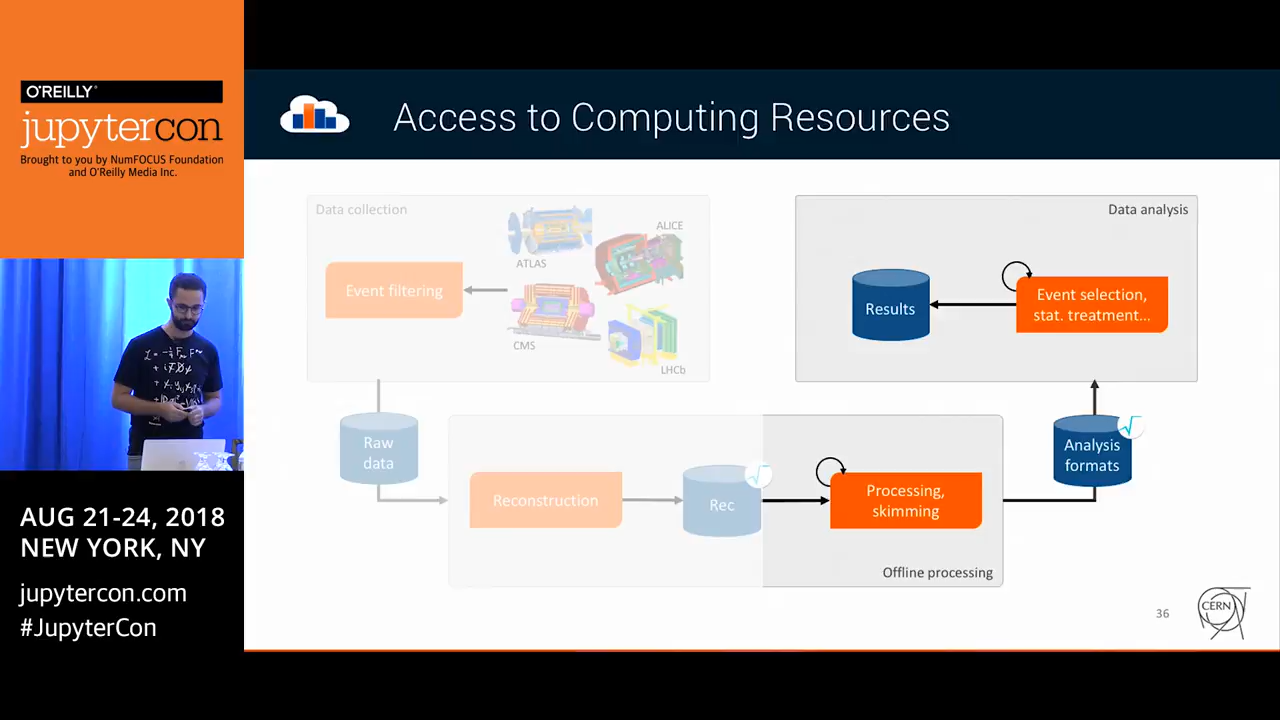 O'REILLY®
jupytercon
Brought to you by NumFOCUS Foundation
and O'Reilly Media Inc.
AUG 21-24, 2018
NEW YORK, NY
jupytercon.com
#JupyterCon
Access to Computing Resources
Data collection
Event filtering
ATLAS
ALICE
CMS
LHCb
Data analysis
Results
Event selection,
stat. treatment...
Raw
data
Reconstruction
Rec
√
Processing,
skimming
Offline processing
Analysis
formats
√
36
CERN